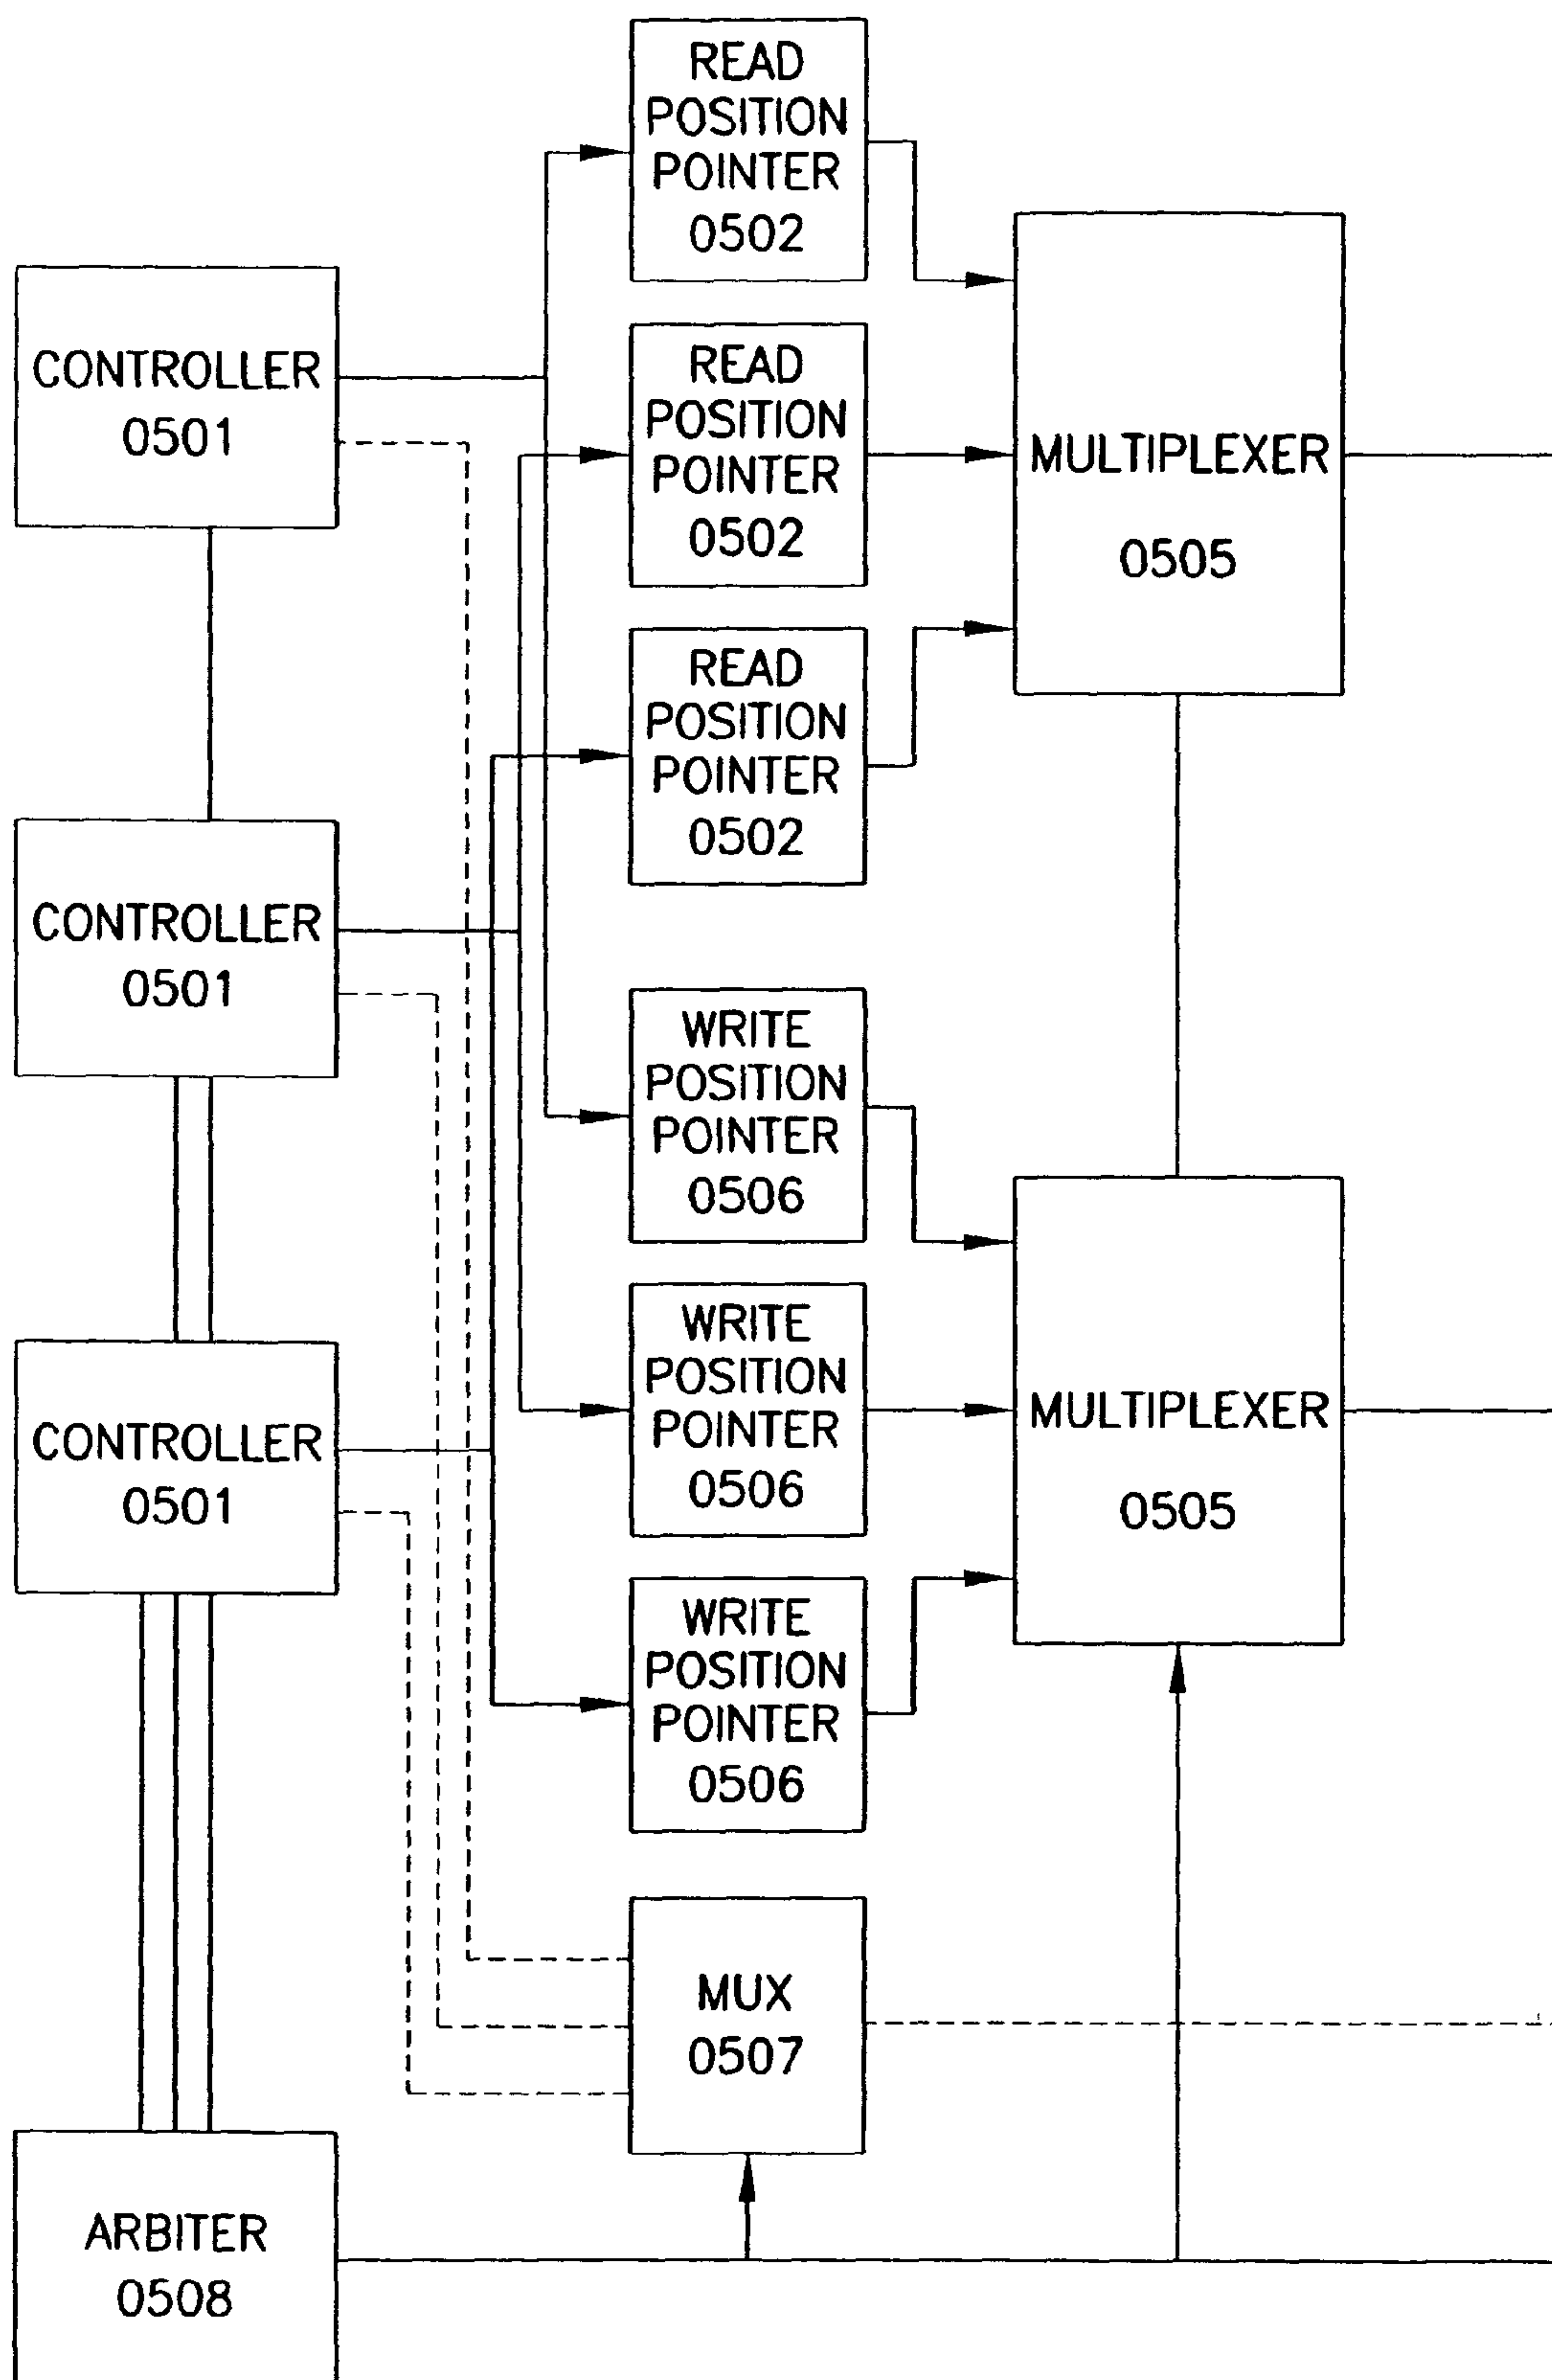 READ
POSITION
POINTER
0502
CONTROLLER
0501
READ
POSITION
POINTER
0502
MULTIPLEXER
0505
READ
POSITION
POINTER
0502
CONTROLLER
0501
WRITE
POSITION
POINTER
0506
WRITE
POSITION
POINTER
0506
MULTIPLEXER
0505
CONTROLLER
0501
WRITE
POSITION
POINTER
0506
MUX
0507
ARBITER
0508